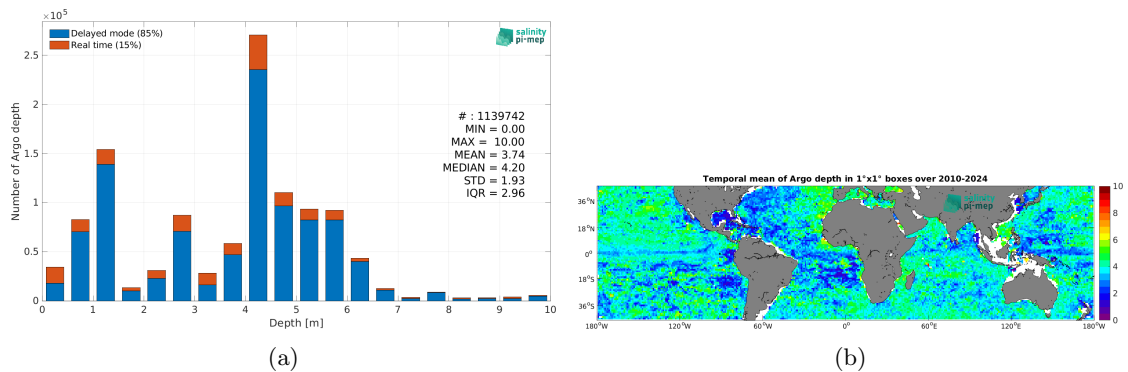 ×10⁵
Delayed mode (85%)
Real time (15%)
salinity
pi-mep
2.5
2
1.5
1
0.5
0
Number of Argo depth
# : 1139742
MIN = 0.00
MAX = 10.00
MEAN = 3.74
MEDIAN = 4.20
STD = 1.93
IQR = 2.96
0 1 2 3 4 5 6 7 8 9 10
Depth [m]
(a)
Temporal mean of Argo depth in 1°x1° boxes over 2010-2024
salinity
pi-mep
36°N
18°N
0°
18°S
36°S
180°W 120°W 60°W 0° 60°E 120°E 180°W
10
8
6
4
2
0
(b)